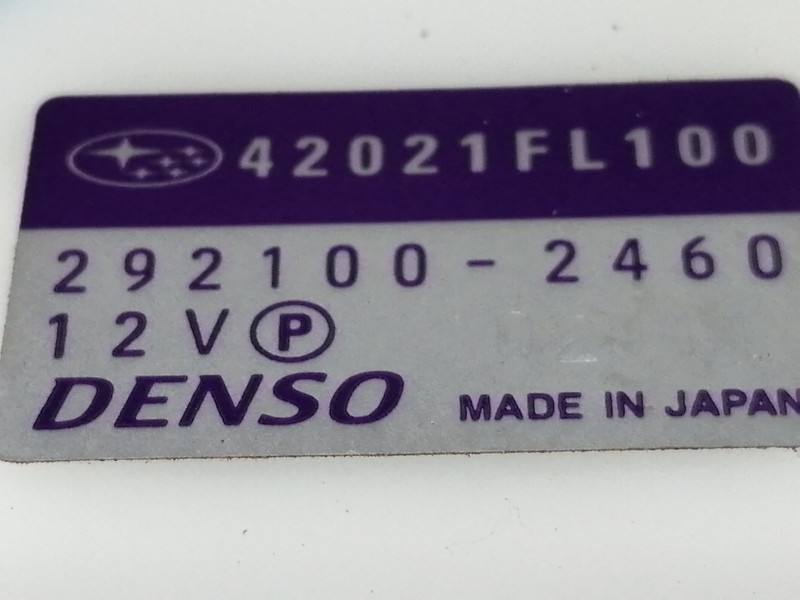 42021FL100
292100-2460
12V P
DENSO MADE IN JAPAN